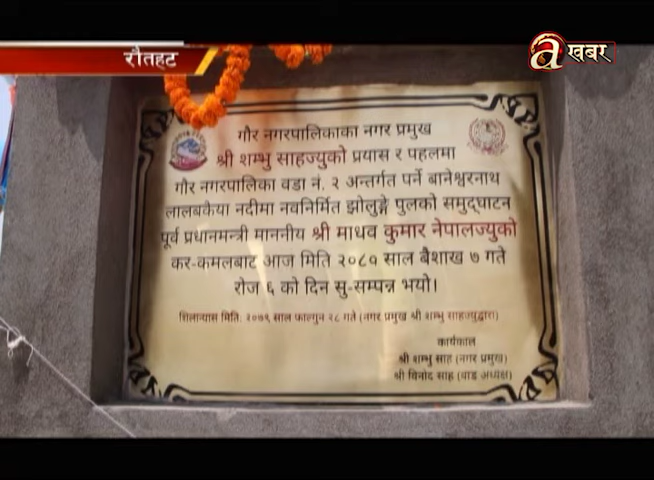 रौतहट
a खबर
गौर नगरपालिकाका नगर प्रमुख
श्री शम्भु साहज्युको प्रयास र पहलमा
गौर नगरपालिका वडा नं. २ अन्तर्गत पर्ने बानेश्वरनाथ
लालबकैया नदीमा नवनिर्मित झोलुङ्गे पुलको समुद्घाटन
पूर्व प्रधानमन्त्री माननीय श्री माधव कुमार नेपालज्युको
कर-कमलबाट आज मिति २०८१ साल बैशाख ७ गते
रोज ६ को दिन सु-सम्पन्न भयो।
शिलान्यास मिति: २०७९ साल फाल्गुन २८ गते (नगर प्रमुख श्री शम्भु साहज्युद्वारा)
कार्यकाल
श्री शम्भु साह (नगर प्रमुख)
श्री विनोद साह (वाड अध्यक्ष)